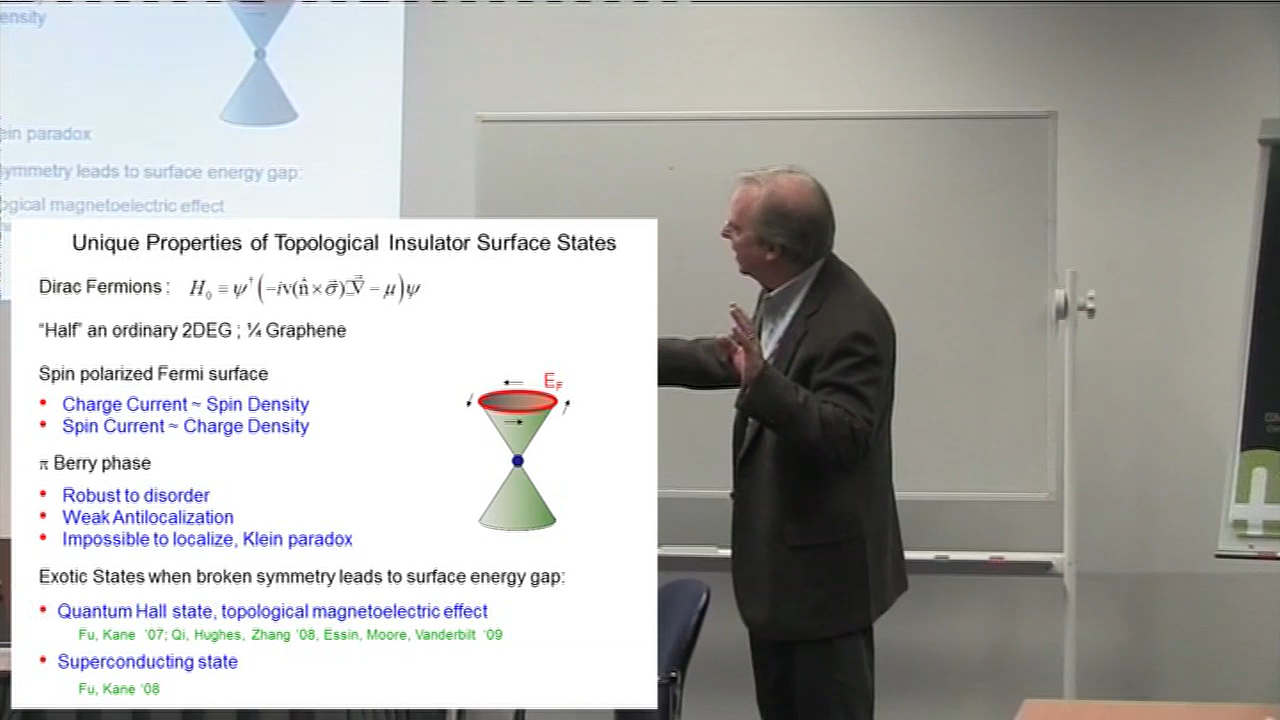 ensity
ein paradox
symmetry leads to surface energy gap:
ogical magnetoelectric effect
Unique Properties of Topological Insulator Surface States
Dirac Fermions : H₀ = ψ†(-iv(n̂×σ⃗)□∇⃗ - μ)ψ
"Half" an ordinary 2DEG ; ¼ Graphene
Spin polarized Fermi surface
• Charge Current ~ Spin Density
• Spin Current ~ Charge Density
E_F
π Berry phase
• Robust to disorder
• Weak Antilocalization
• Impossible to localize, Klein paradox
Exotic States when broken symmetry leads to surface energy gap:
• Quantum Hall state, topological magnetoelectric effect
Fu, Kane '07; Qi, Hughes, Zhang '08, Essin, Moore, Vanderbilt '09
• Superconducting state
Fu, Kane '08